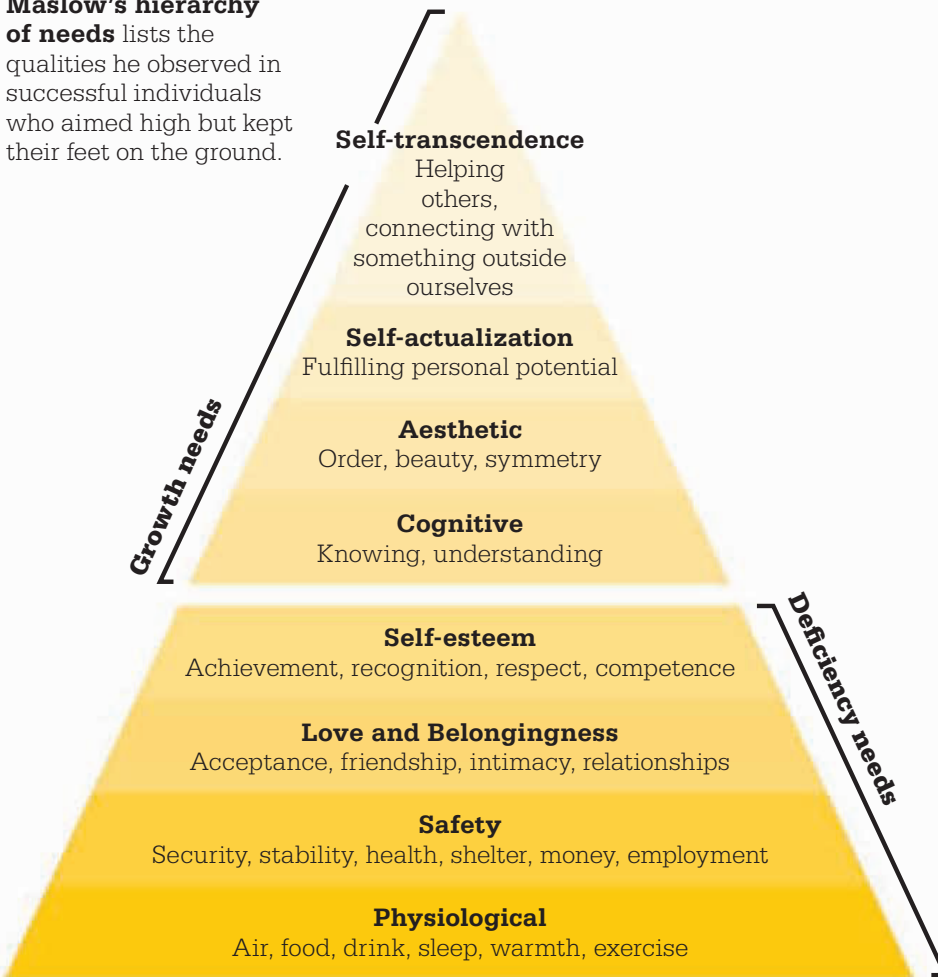 Maslow's hierarchy
of needs lists the
qualities he observed in
successful individuals
who aimed high but kept
their feet on the ground.
Self-transcendence
Helping
others,
connecting with
something outside
ourselves
Self-actualization
Fulfilling personal potential
Aesthetic
Order, beauty, symmetry
Cognitive
Knowing, understanding
Growth needs
Self-esteem
Achievement, recognition, respect, competence
Love and Belongingness
Acceptance, friendship, intimacy, relationships
Safety
Security, stability, health, shelter, money, employment
Physiological
Air, food, drink, sleep, warmth, exercise
Deficiency needs